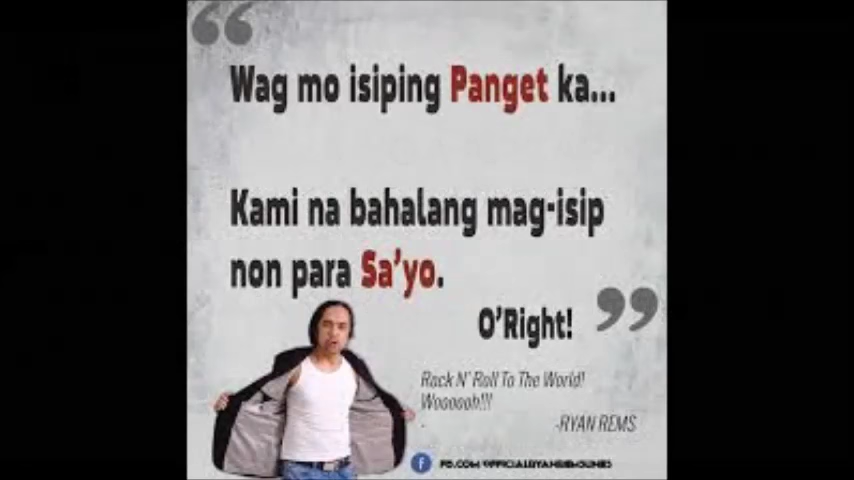 “
Wag mo isiping Panget ka...
Kami na bahalang mag-isip
non para Sa'yo.
O'Right!
”
Rock N' Roll To The World!
Woooooh!!!
-
-RYAN REMS